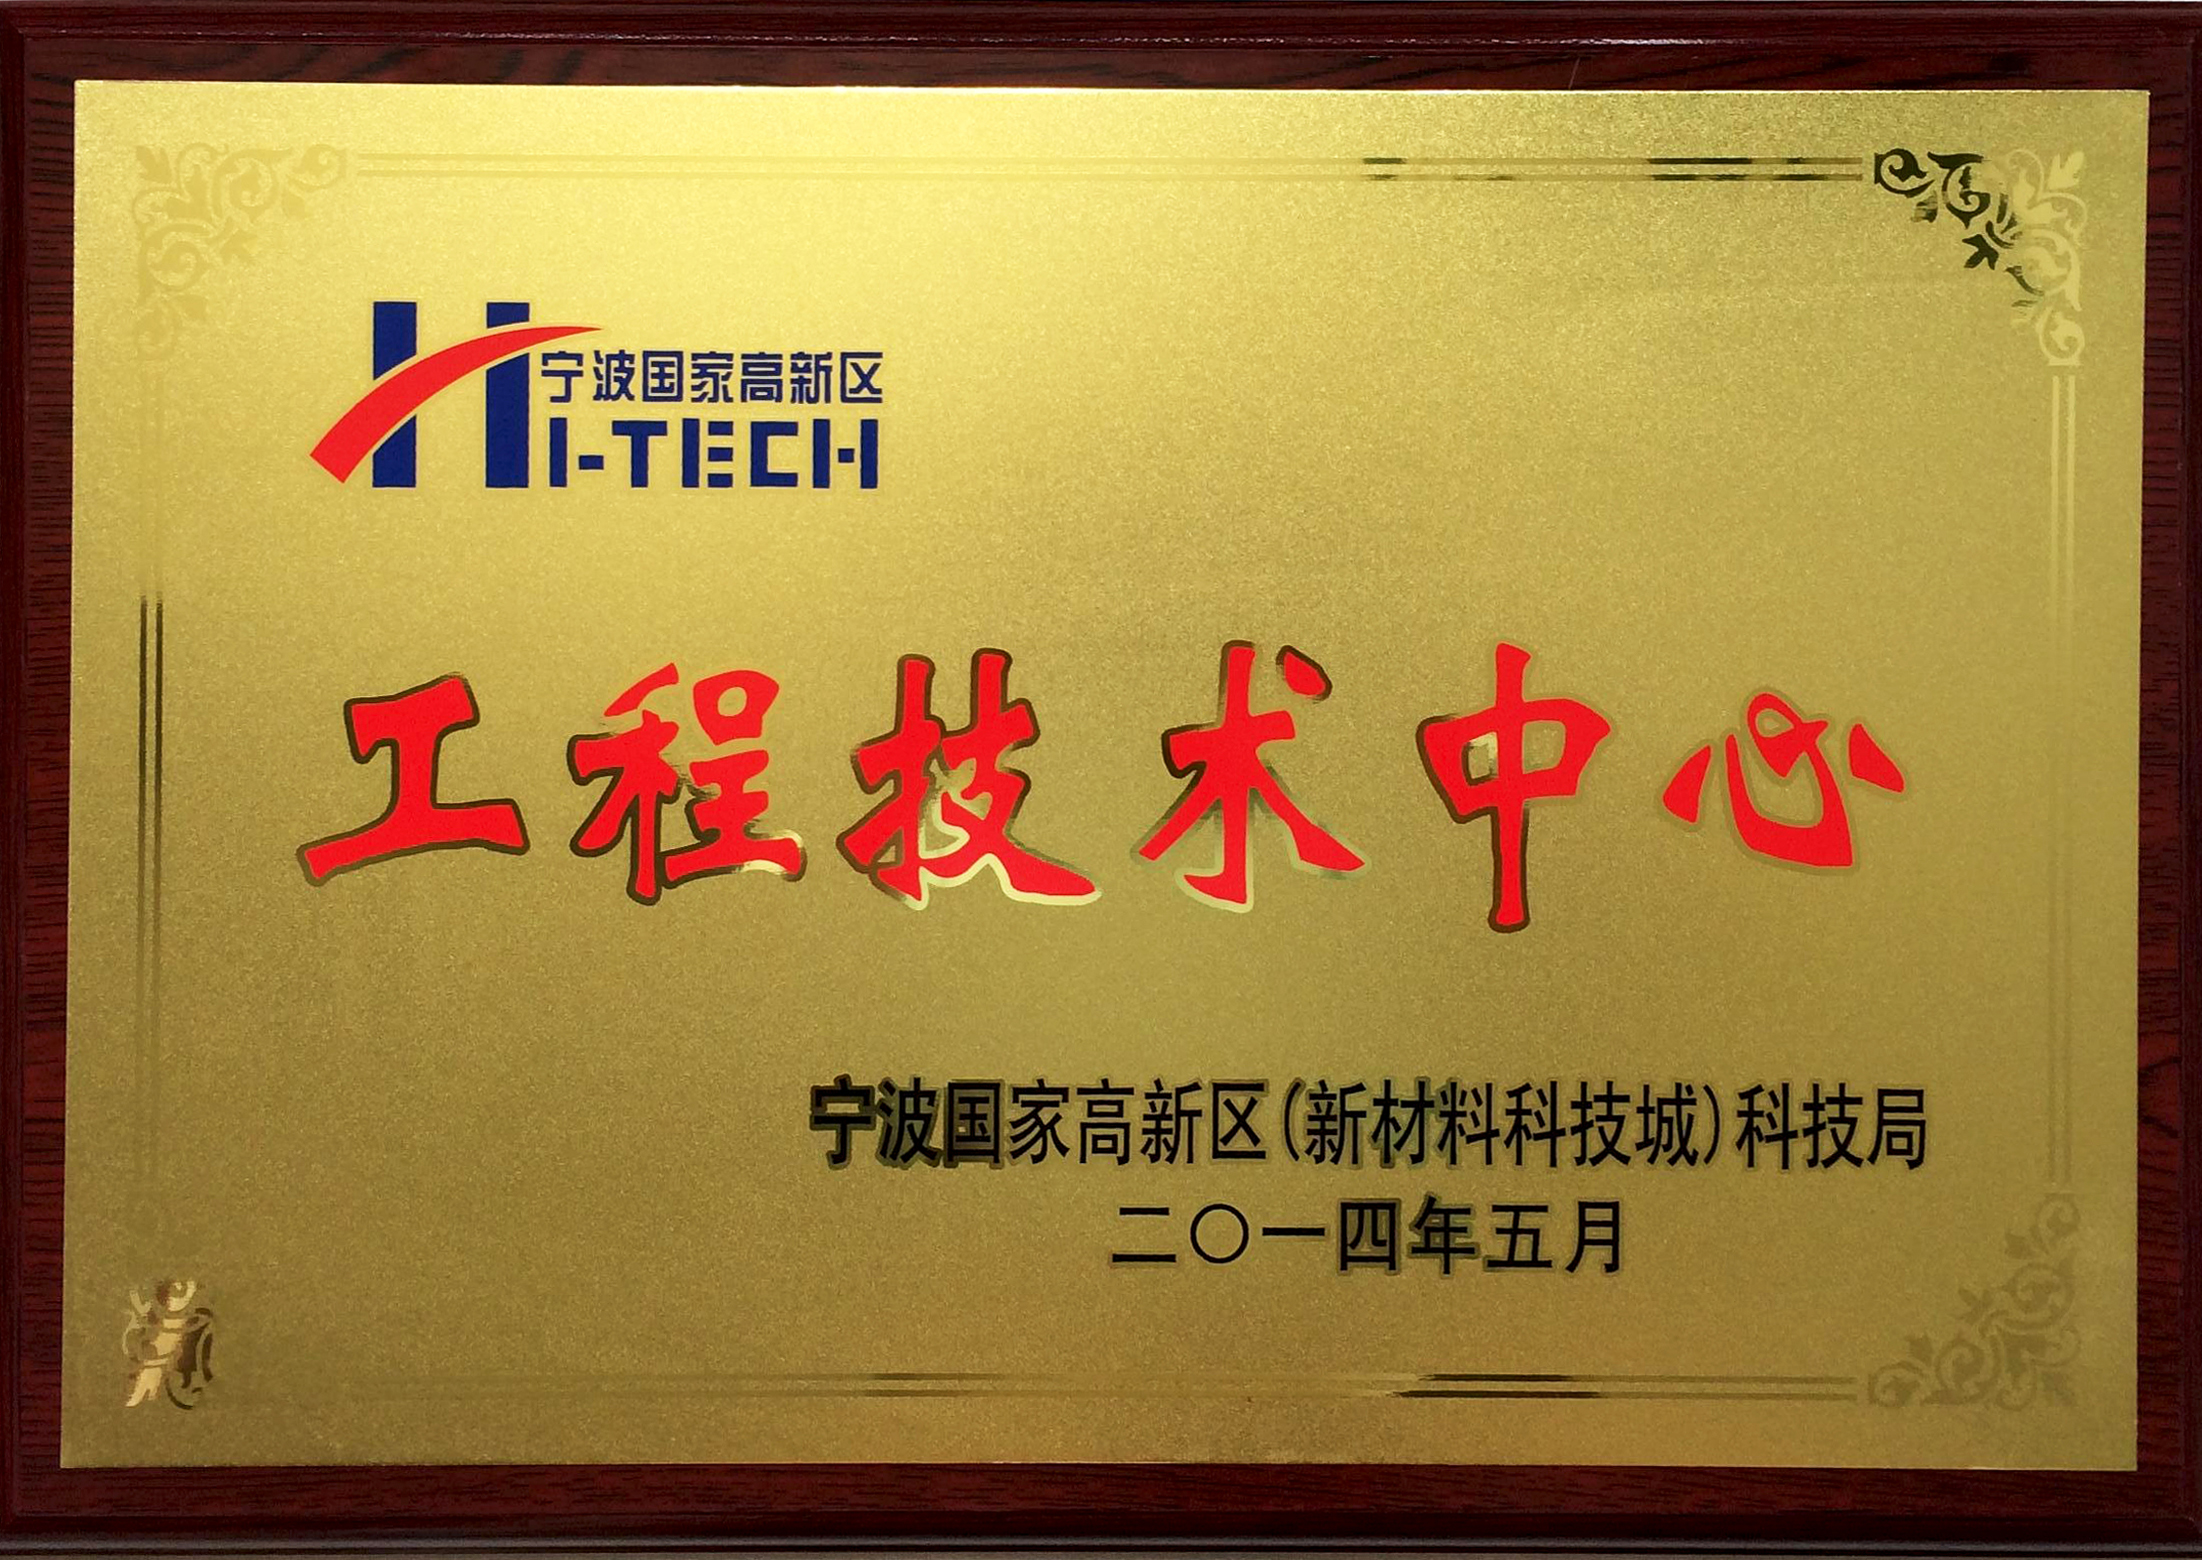 宁波国家高新区
HI-TECH
工程技术中心
宁波国家高新区(新材料科技城)科技局
二〇一四年五月